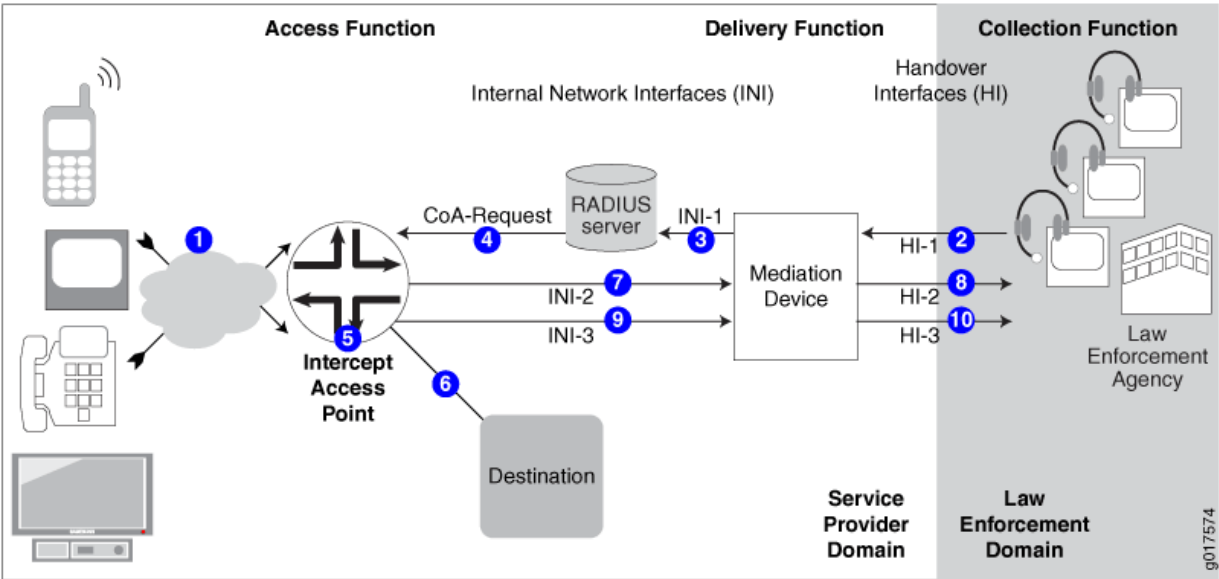 Access Function
Delivery Function
Collection Function
Internal Network Interfaces (INI)
Handover
Interfaces (HI)
RADIUS
server
CoA-Request
INI-1
1
4
3
2
HI-1
Mediation
Device
7
INI-2
8
HI-2
9
INI-3
10
HI-3
5
Intercept
Access
Point
6
Law
Enforcement
Agency
Destination
Service
Provider
Domain
Law
Enforcement
Domain
g017574